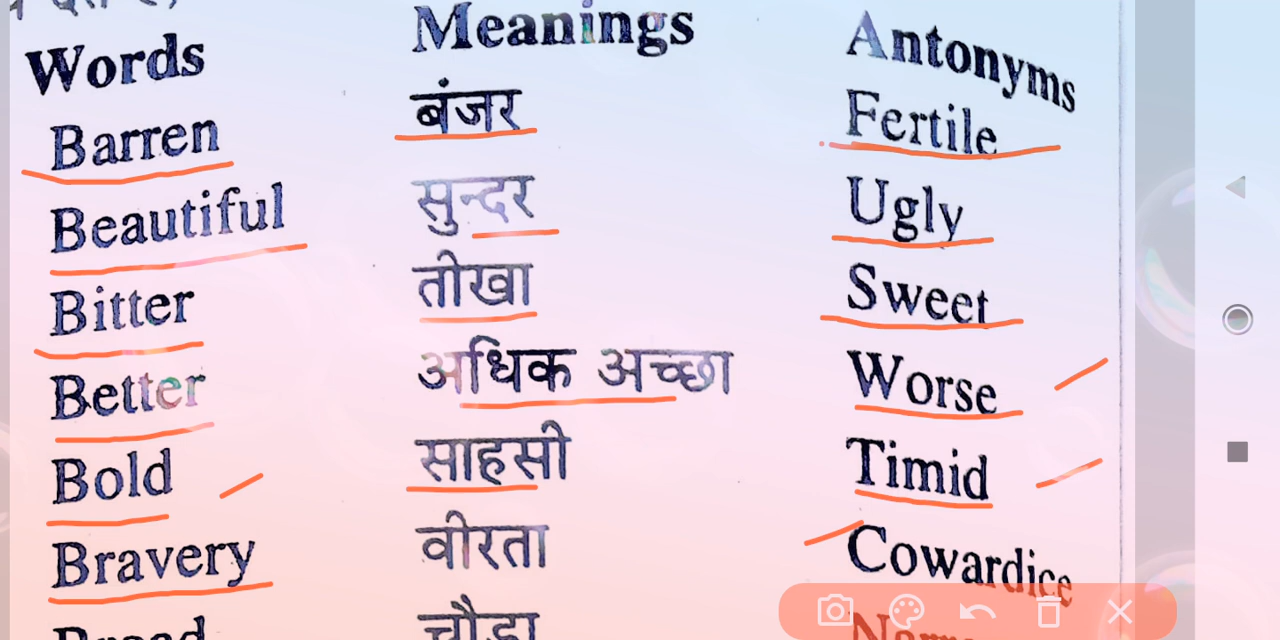 Words Meanings Antonyms
Barren बंजर Fertile
Beautiful सुन्दर Ugly
Bitter तीखा Sweet
Better अधिक अच्छा Worse
Bold साहसी Timid
Bravery वीरता Cowardice
Broad चौड़ा